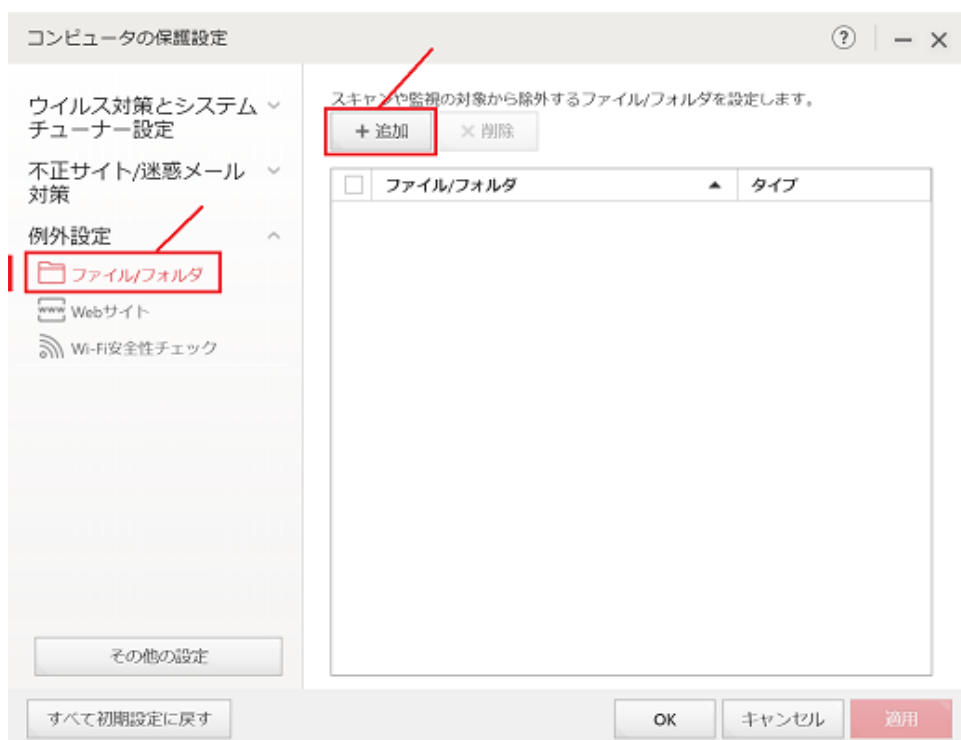 コンピュータの保護設定
ウイルス対策とシステム
チューナー設定
不正サイト/迷惑メール
対策
例外設定
ファイル/フォルダ
www Webサイト
Wi-Fi安全性チェック
その他の設定
スキャンや監視の対象から除外するファイル/フォルダを設定します。
+ 追加 × 削除
ファイル/フォルダ ▲ タイプ
すべて初期設定に戻す OK キャンセル 適用